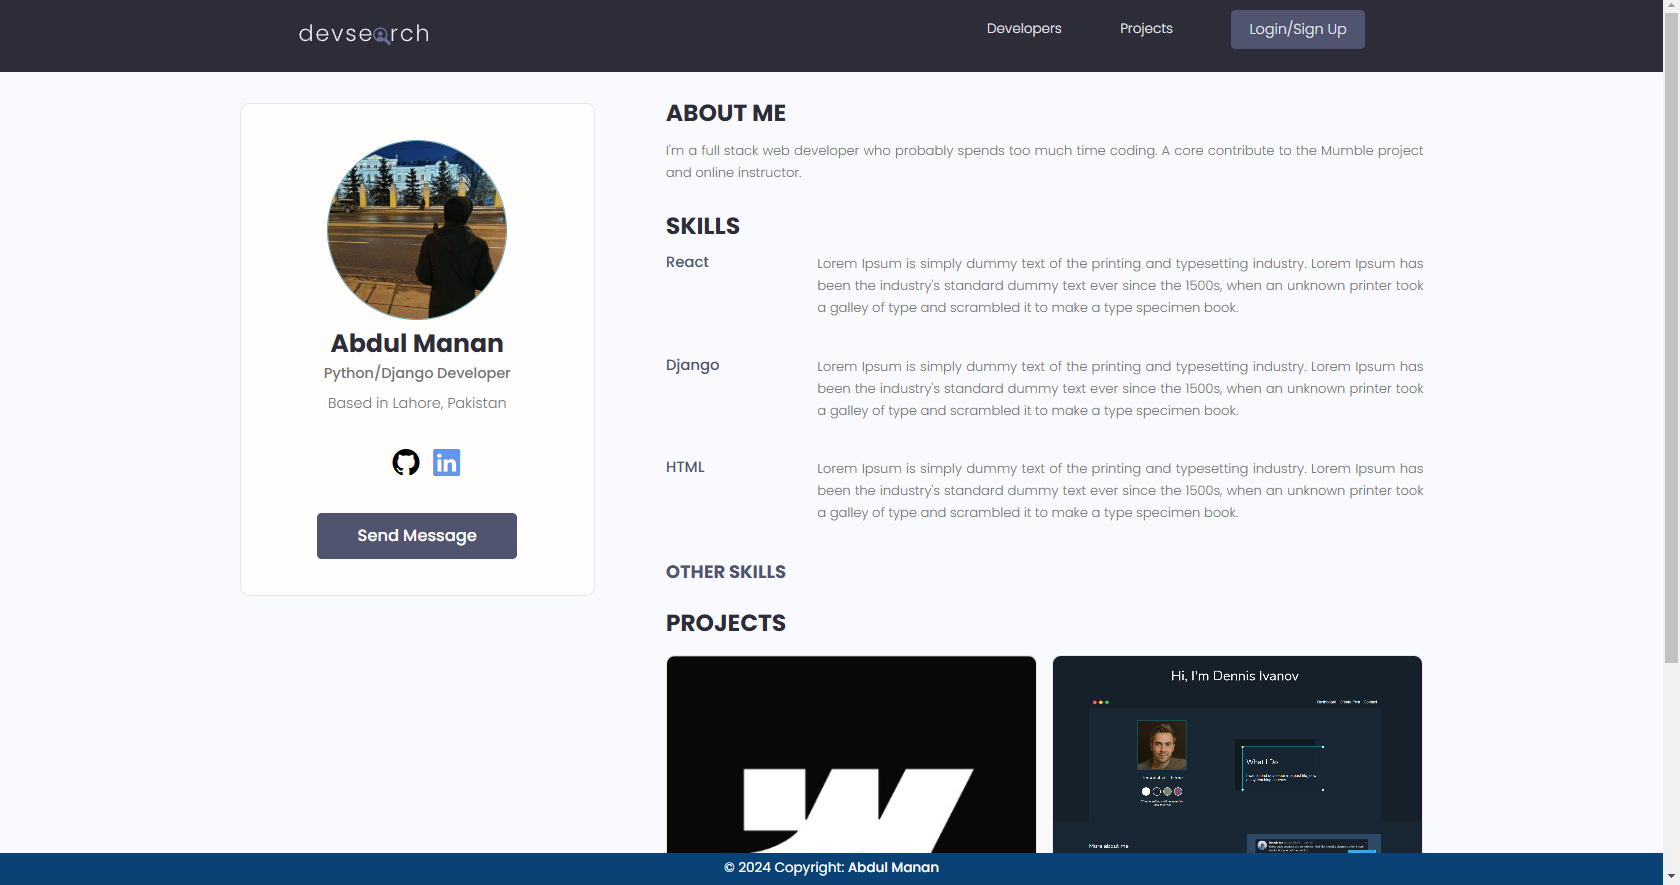 devsearch
Developers
Projects
Login/Sign Up
Abdul Manan
Python/Django Developer
Based in Lahore, Pakistan
in
Send Message
ABOUT ME
I'm a full stack web developer who probably spends too much time coding. A core contribute to the Mumble project
and online instructor.
SKILLS
React
Lorem Ipsum is simply dummy text of the printing and typesetting industry. Lorem Ipsum has
been the industry's standard dummy text ever since the 1500s, when an unknown printer took
a galley of type and scrambled it to make a type specimen book.
Django
Lorem Ipsum is simply dummy text of the printing and typesetting industry. Lorem Ipsum has
been the industry's standard dummy text ever since the 1500s, when an unknown printer took
a galley of type and scrambled it to make a type specimen book.
HTML
Lorem Ipsum is simply dummy text of the printing and typesetting industry. Lorem Ipsum has
been the industry's standard dummy text ever since the 1500s, when an unknown printer took
a galley of type and scrambled it to make a type specimen book.
OTHER SKILLS
PROJECTS
Hi, I'm Dennis Ivanov
Dashboard Create Post Contact
What I Do
More about me
© 2024 Copyright: Abdul Manan